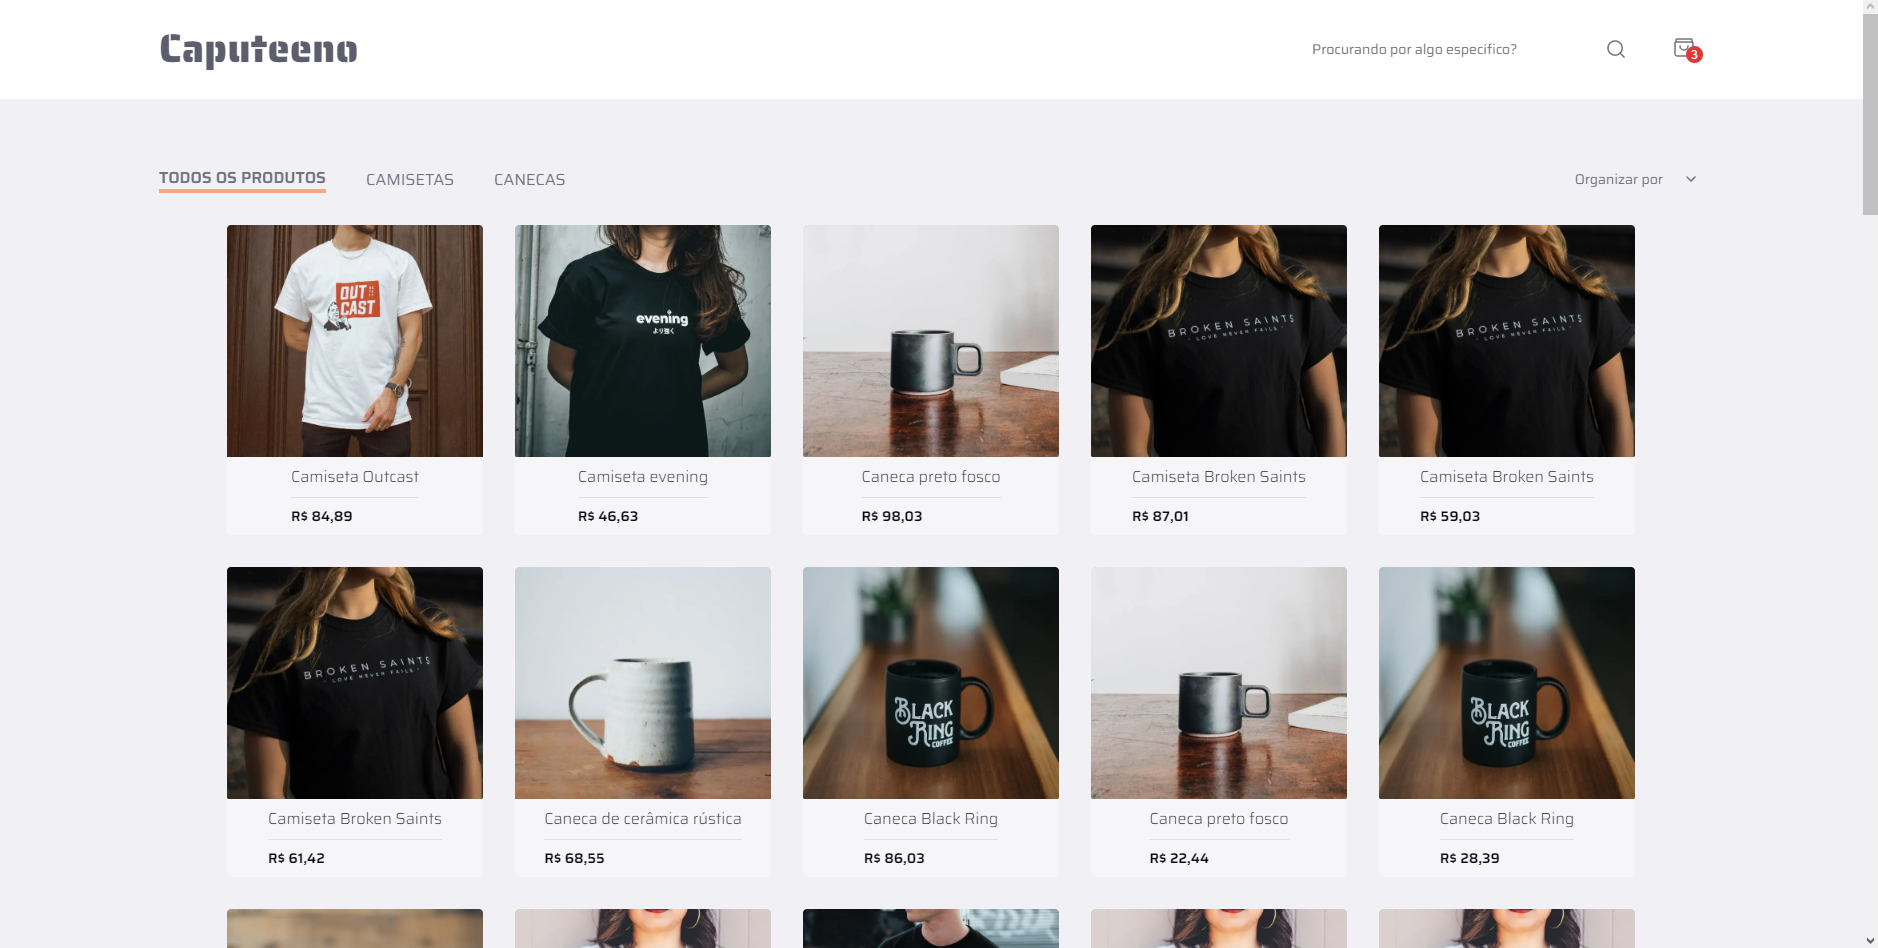 Caputeeno
Procurando por algo específico?
3
TODOS OS PRODUTOS
CAMISETAS
CANECAS
Organizar por
OUT
CAST
evening
より強く
BROKEN SAINTS
- LOVE NEVER FAILS -
BROKEN SAINTS
- LOVE NEVER FAILS -
Camiseta Outcast
R$ 84,89
Camiseta evening
R$ 46,63
Caneca preto fosco
R$ 98,03
Camiseta Broken Saints
R$ 87,01
Camiseta Broken Saints
R$ 59,03
BROKEN SAINTS
- LOVE NEVER FAILS -
BLACK
RING
COFFEE
BLACK
RING
COFFEE
Camiseta Broken Saints
R$ 61,42
Caneca de cerâmica rústica
R$ 68,55
Caneca Black Ring
R$ 86,03
Caneca preto fosco
R$ 22,44
Caneca Black Ring
R$ 28,39